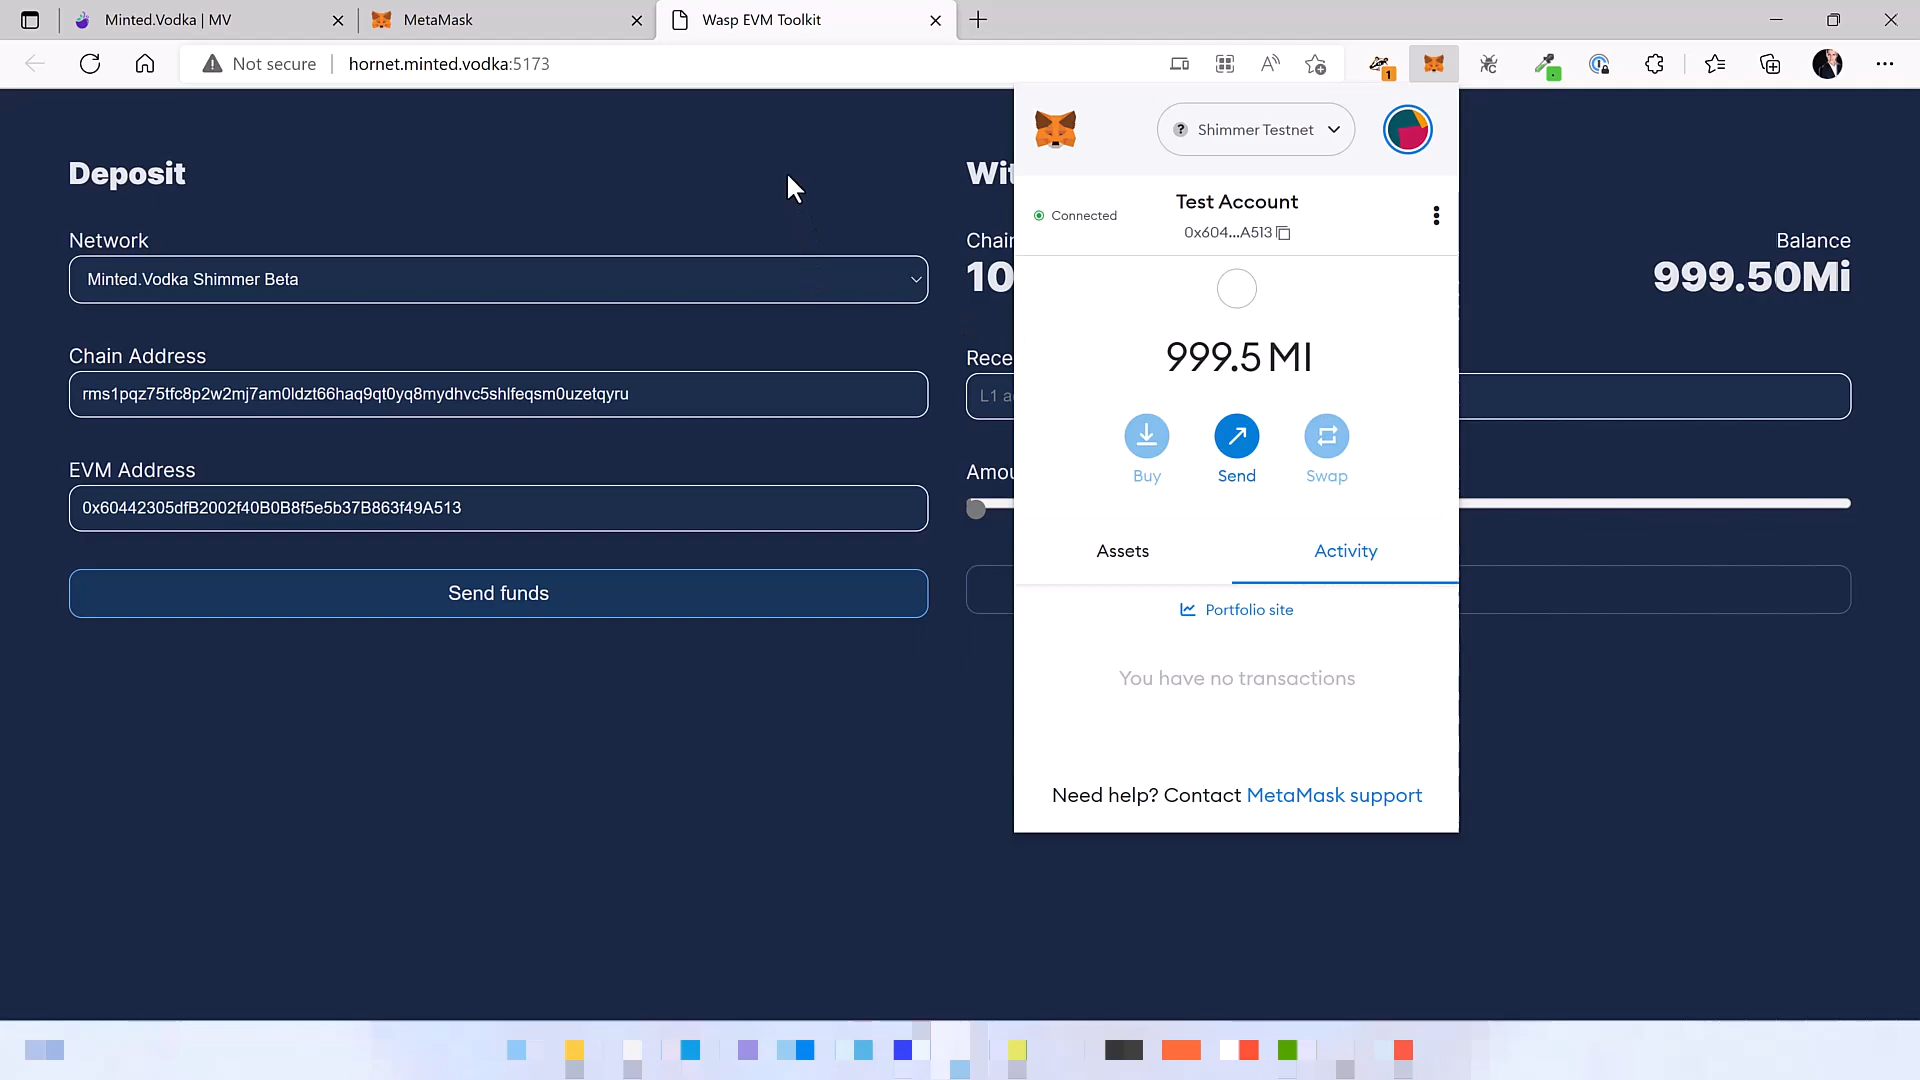 Minted.Vodka | MV
MetaMask
Wasp EVM Toolkit
Not secure
hornet.minted.vodka:5173
1
Deposit
Network
Minted.Vodka Shimmer Beta
Chain Address
rms1pqz75tfc8p2w2mj7am0ldzt66haq9qt0yq8mydhvc5shlfeqsm0uzetqyru
EVM Address
0x60442305dfB2002f40B0B8f5e5b37B863f49A513
Send funds
Wit
Chain
10
Balance
999.50Mi
Rece
L1 a
Amou
Shimmer Testnet
Connected
Test Account
0x604...A513
999.5 MI
Buy
Send
Swap
Assets
Activity
Portfolio site
You have no transactions
Need help? Contact MetaMask support